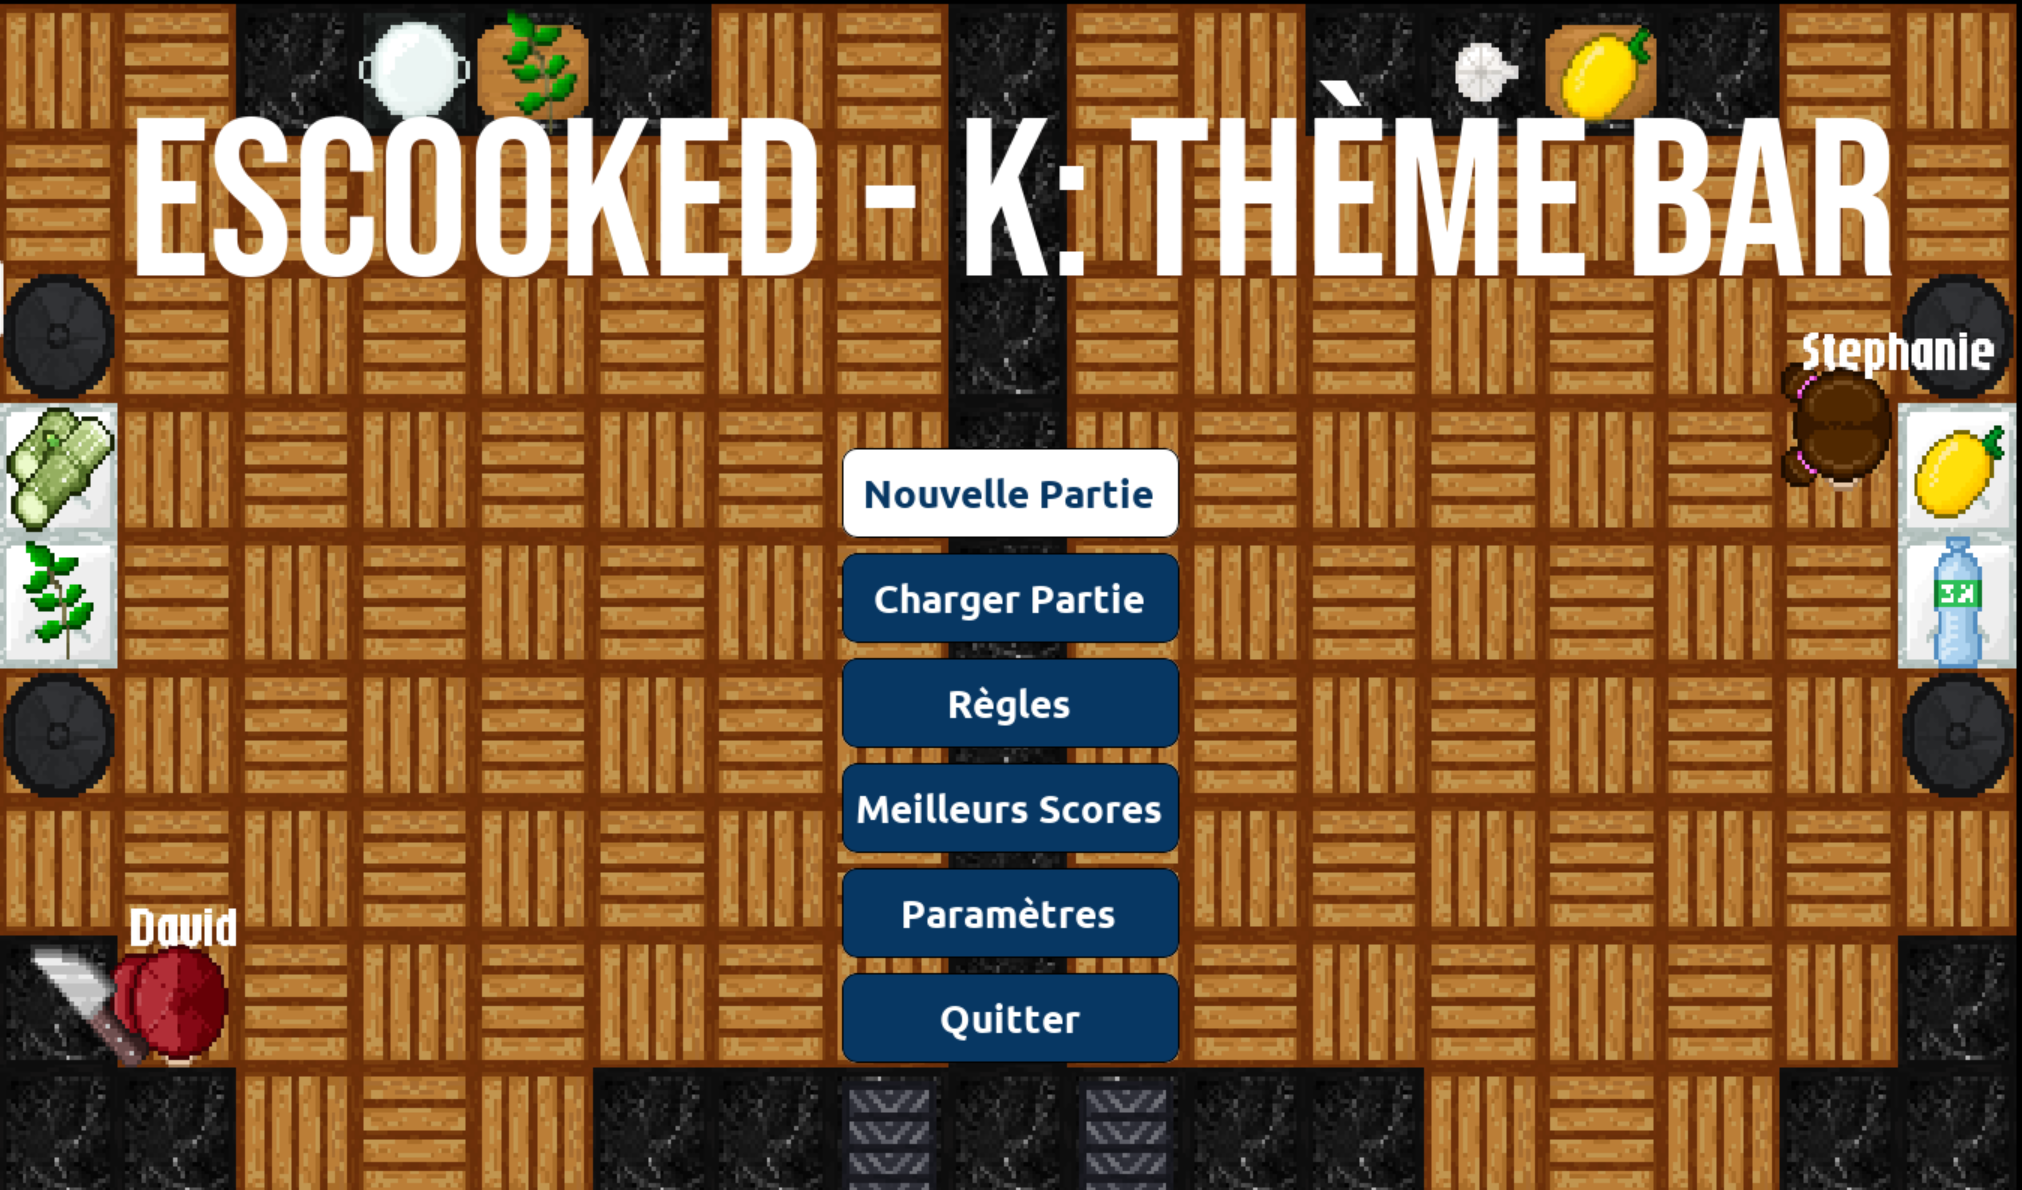 ESCOOKED - K: THÈME BAR
Stephanie
Nouvelle Partie
Charger Partie
Règles
Meilleurs Scores
Paramètres
David
Quitter